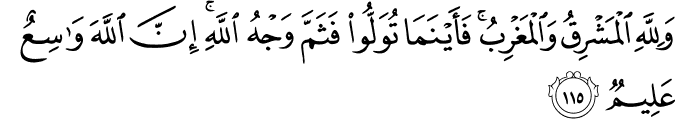 وَلِلَّهِ ٱلْمَشْرِقُ وَٱلْمَغْرِبُ ۚ فَأَيْنَمَا تُوَلُّوا۟ فَثَمَّ وَجْهُ ٱللَّهِ ۚ إِنَّ ٱللَّهَ وَٰسِعٌ
عَلِيمٌ ١١٥